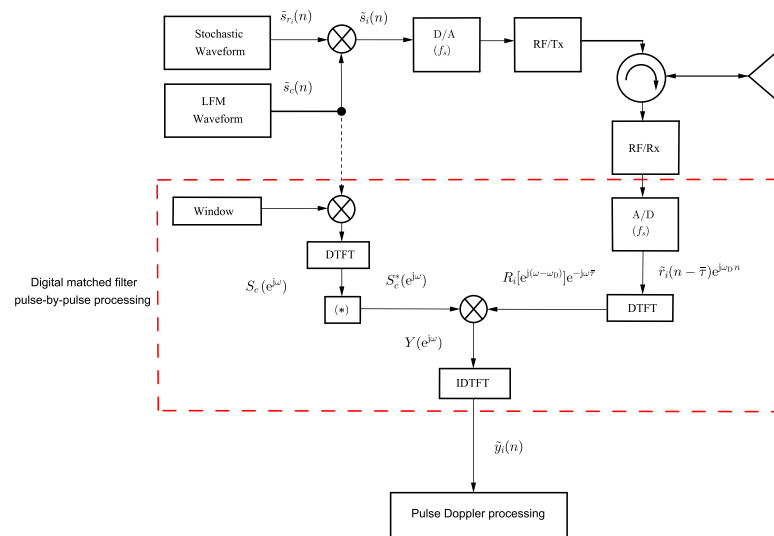 Stochastic
Waveform
s̃_{r_i}(n)
s̃_i(n)
D/A
(f_s)
RF/Tx
LFM
Waveform
s̃_c(n)
RF/Rx
Window
A/D
(f_s)
DTFT
Digital matched filter
pulse-by-pulse processing
S_c(e^{jω})
S_c^*(e^{jω})
R_i[e^{j(ω−ω_D)}]e^{−jωτ̄}
r̃_i(n − τ̄)e^{jω_D n}
(∗)
DTFT
Y(e^{jω})
IDTFT
ỹ_i(n)
Pulse Doppler processing